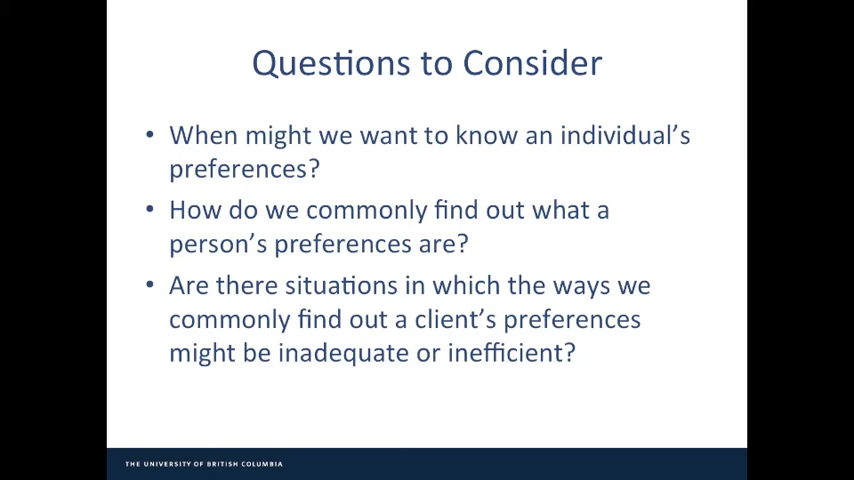 Questions to Consider
• When might we want to know an individual's
preferences?
• How do we commonly find out what a
person's preferences are?
• Are there situations in which the ways we
commonly find out a client's preferences
might be inadequate or inefficient?
THE UNIVERSITY OF BRITISH COLUMBIA